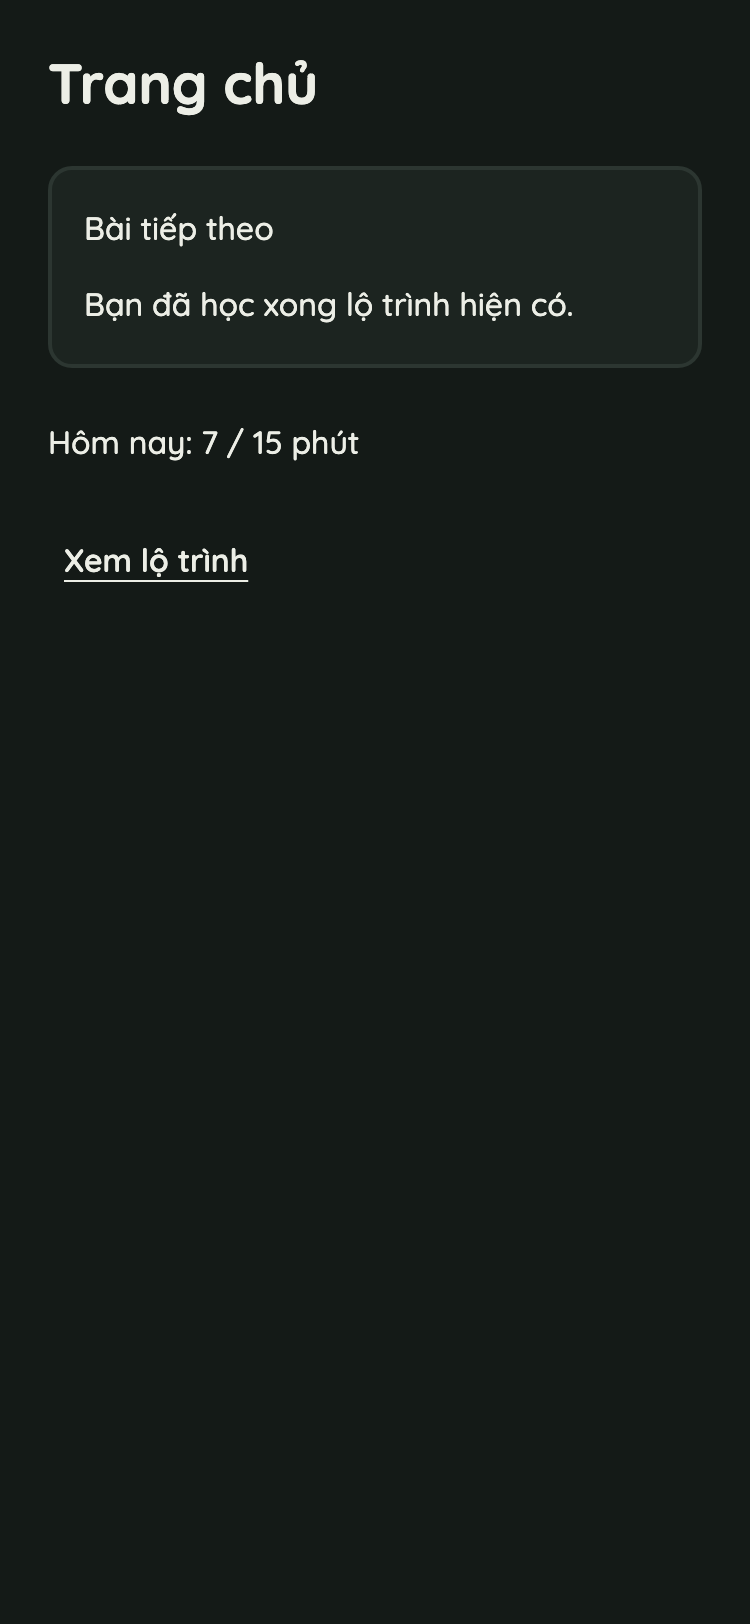 Trang chủ
Bài tiếp theo
Bạn đã học xong lộ trình hiện có.
Hôm nay: 7 / 15 phút
Xem lộ trình